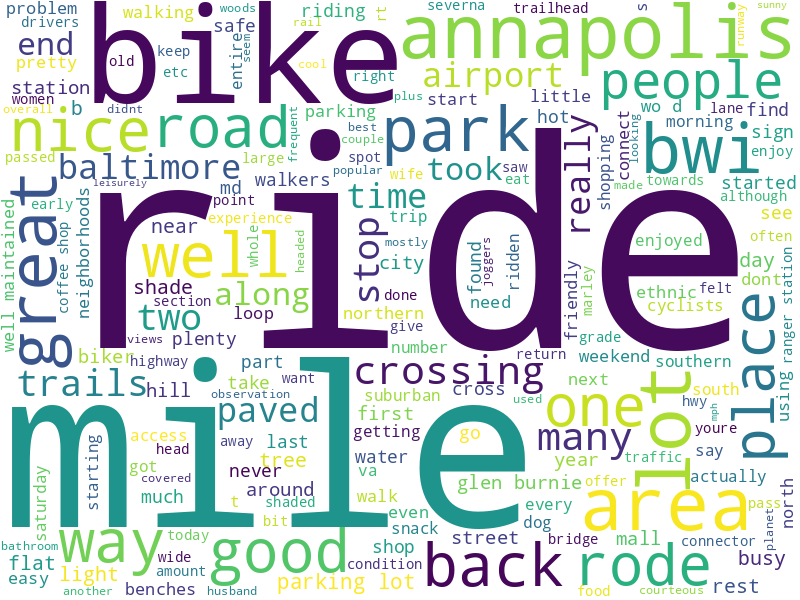 problem
drivers
walking
riding
rt
safe
end
pretty
station
keep
etc
old
entire
woods
rail
seem
cool
right
severna
trailhead
s
sunny
runway
bike
annapolis
airport
people
women
b
overall
didnt
plus
start
little
wo d
lane
find
hot
morning
sign
nice
road
parking
frequent
best
couple
popular
park
connect
looking
bwi
enjoy
passed
large
spot
wife
eat
saw
shopping
made
towards
started
although
baltimore
leisurely
md
walkers
took
really
great
early
neighborhoods
coffee shop
well maintained
point
experience
near
time
trip
mostly
city
see
often
day
dont
enjoyed
ride
well
whole
headed
stop
found
joggers
ridden
need
friendly
marley
ethnic
cyclists
felt
shade
section
along
loop
done
northern
give
two
views
plenty
number
grade
place
using
ranger station
biker
highway
part
crossing
return
weekend
southern
trails
hill
take
want
observation
suburban
cross
next
used
south
hwy
mph
youre
mile
paved
first
getting
go
one
lot
many
traffic
say
access
head
got
covered
away
last
never
tree
water
va
year
actually
starting
saturday
much
around
shaded
t
bit
walk
even
glen burnie
every
offer
area
pass
north
planet
today
snack
dog
bridge
mall
connector
way
good
street
shop
condition
back
rode
busy
bathroom
flat
easy
light
wide
amount
another
benches
husband
parking lot
food
courteous
rest